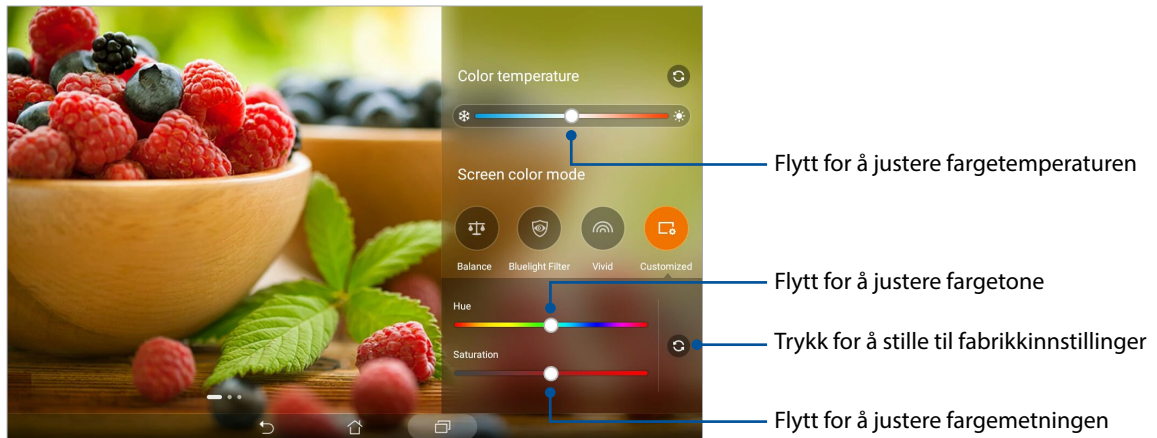 Color temperature
Flytt for å justere fargetemperaturen
Screen color mode
Balance Bluelight Filter Vivid Customized
Flytt for å justere fargetone
Hue
Trykk for å stille til fabrikkinnstillinger
Saturation
Flytt for å justere fargemetningen